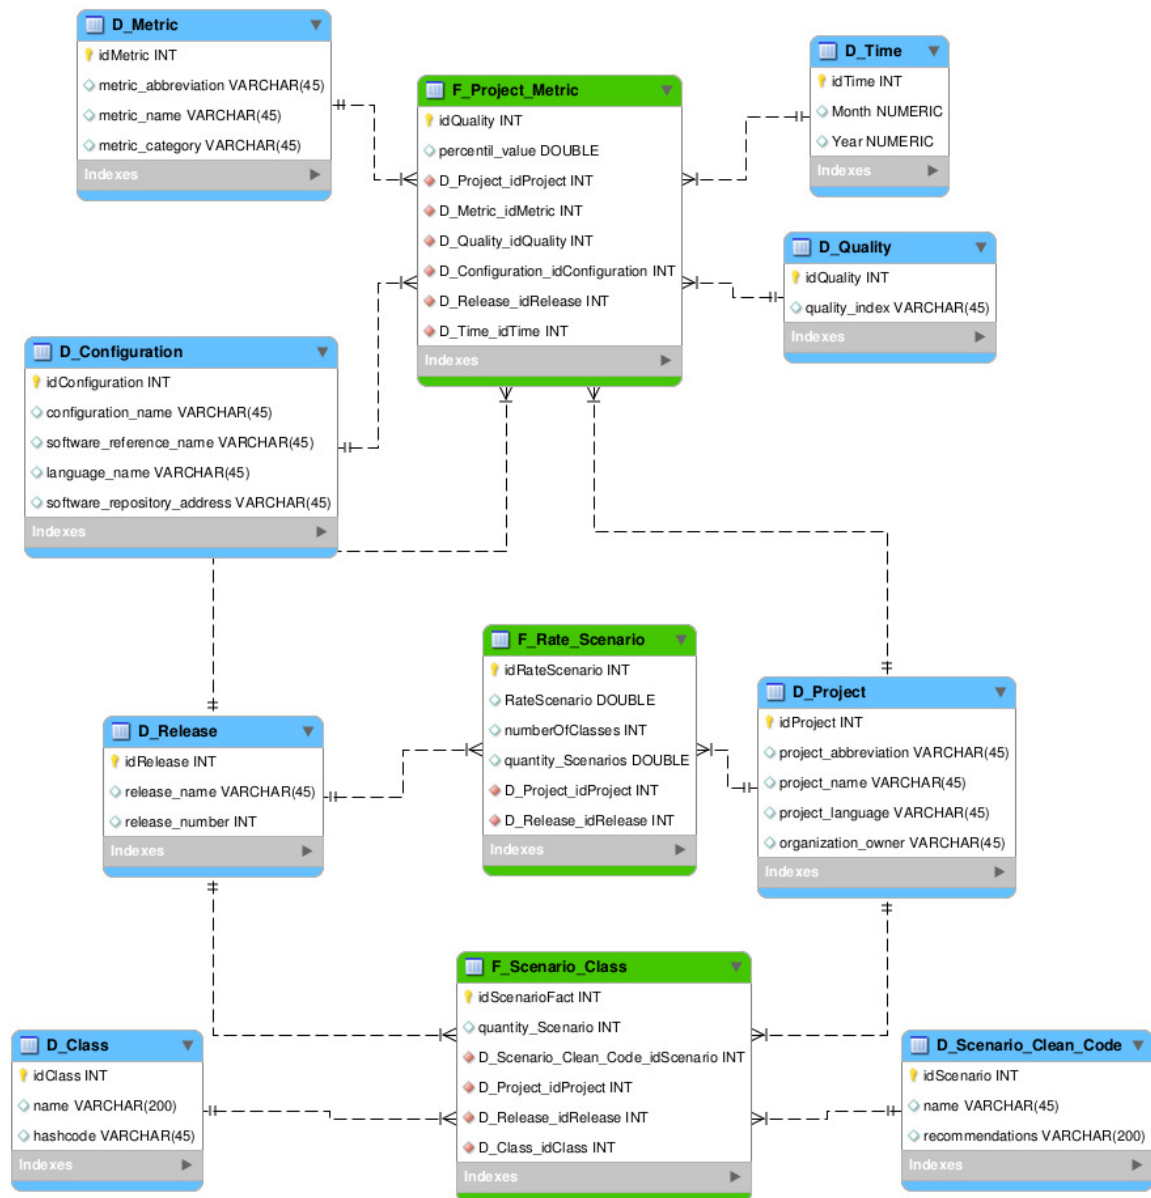 D_Metric
idMetric INT
metric_abbreviation VARCHAR(45)
metric_name VARCHAR(45)
metric_category VARCHAR(45)
Indexes
F_Project_Metric
idQuality INT
percentil_value DOUBLE
D_Project_idProject INT
D_Metric_idMetric INT
D_Quality_idQuality INT
D_Configuration_idConfiguration INT
D_Release_idRelease INT
D_Time_idTime INT
Indexes
D_Time
idTime INT
Month NUMERIC
Year NUMERIC
Indexes
D_Quality
idQuality INT
quality_index VARCHAR(45)
Indexes
D_Configuration
idConfiguration INT
configuration_name VARCHAR(45)
software_reference_name VARCHAR(45)
language_name VARCHAR(45)
software_repository_address VARCHAR(45)
Indexes
F_Rate_Scenario
idRateScenario INT
RateScenario DOUBLE
numberOfClasses INT
quantity_Scenarios DOUBLE
D_Project_idProject INT
D_Release_idRelease INT
Indexes
D_Release
idRelease INT
release_name VARCHAR(45)
release_number INT
Indexes
D_Project
idProject INT
project_abbreviation VARCHAR(45)
project_name VARCHAR(45)
project_language VARCHAR(45)
organization_owner VARCHAR(45)
Indexes
F_Scenario_Class
idScenarioFact INT
quantity_Scenario INT
D_Scenario_Clean_Code_idScenario INT
D_Project_idProject INT
D_Release_idRelease INT
D_Class_idClass INT
Indexes
D_Class
idClass INT
name VARCHAR(200)
hashcode VARCHAR(45)
Indexes
D_Scenario_Clean_Code
idScenario INT
name VARCHAR(45)
recommendations VARCHAR(200)
Indexes